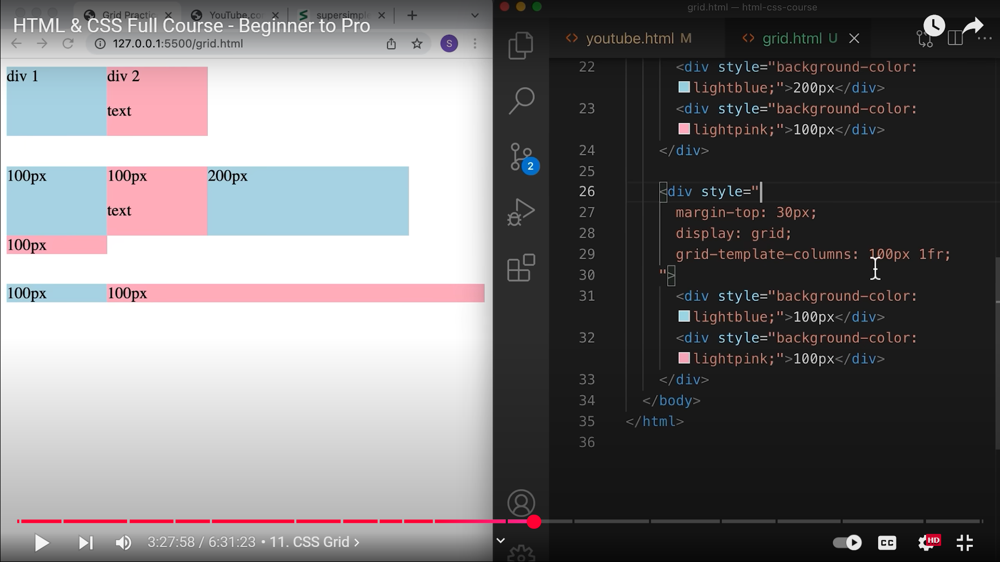 HTML & CSS Full Course - Beginner to Pro
Grid Practic
YouTube.co
supersimple
127.0.0.1:5500/grid.html
S
div 1
div 2
text
100px
100px
200px
text
100px
100px
100px
grid.html — html-css-course
youtube.html M
grid.html U
2
22 <div style="background-color:
lightblue;">200px</div>
23 <div style="background-color:
lightpink;">100px</div>
24 </div>
25
26 <div style="
27 margin-top: 30px;
28 display: grid;
29 grid-template-columns: 100px 1fr;
30 ">
31 <div style="background-color:
lightblue;">100px</div>
32 <div style="background-color:
lightpink;">100px</div>
33 </div>
34 </body>
35 </html>
36
3:27:58 / 6:31:23 • 11. CSS Grid
CC
HD